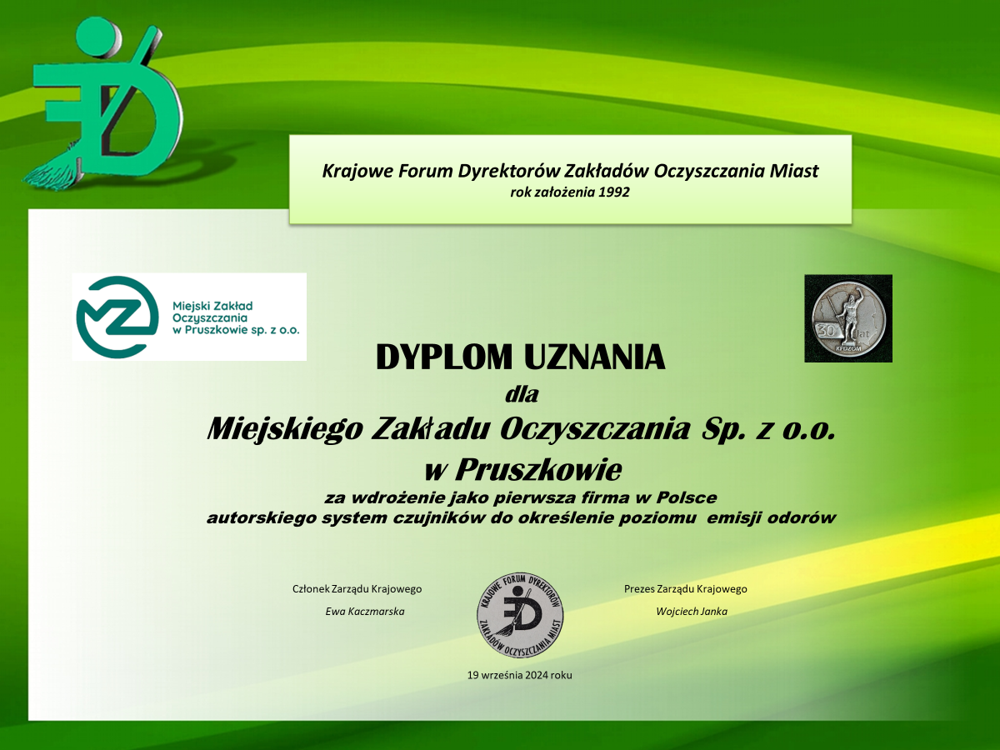 Krajowe Forum Dyrektorów Zakładów Oczyszczania Miast
rok założenia 1992
Miejski Zakład
Oczyszczania
w Pruszkowie sp. z o.o.
30 lat
KFDZOM
DYPLOM UZNANIA
dla
Miejskiego Zakładu Oczyszczania Sp. z o.o.
w Pruszkowie
za wdrożenie jako pierwsza firma w Polsce
autorskiego system czujników do określenie poziomu emisji odorów
Członek Zarządu Krajowego
Ewa Kaczmarska
KRAJOWE FORUM DYREKTORÓW
ZAKŁADÓW OCZYSZCZANIA MIAST
Prezes Zarządu Krajowego
Wojciech Janka
19 września 2024 roku